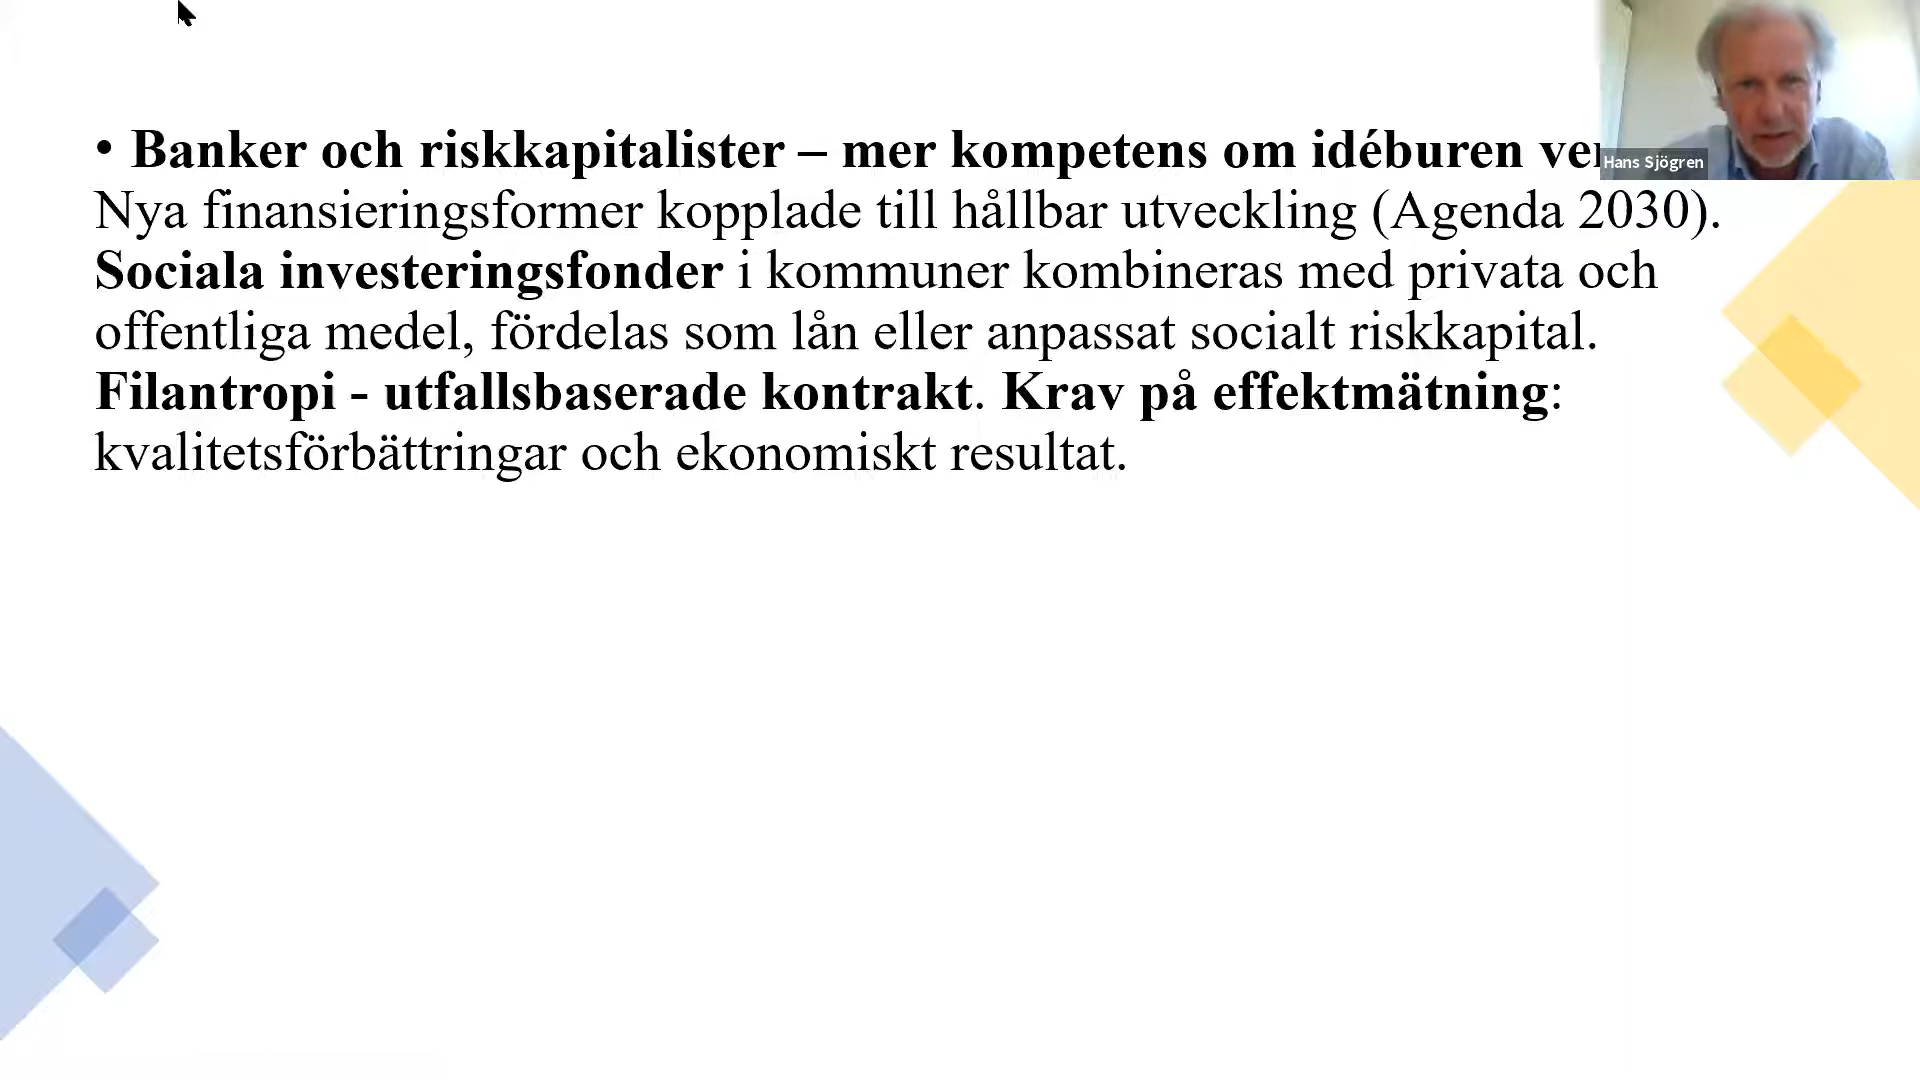 • Banker och riskkapitalister – mer kompetens om idéburen
Nya finansieringsformer kopplade till hållbar utveckling (Agenda 2030).
Sociala investeringsfonder i kommuner kombineras med privata och
offentliga medel, fördelas som lån eller anpassat socialt riskkapital.
Filantropi - utfallsbaserade kontrakt. Krav på effektmätning:
kvalitetsförbättringar och ekonomiskt resultat.
Hans Sjögren